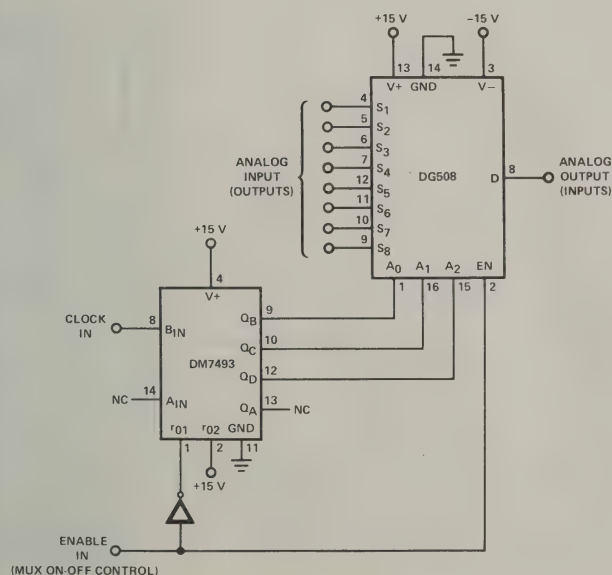 +15 V
-15 V
13
14
3
V+
GND
V−
4
S1
5
S2
6
S3
7
S4
12
S5
11
S6
10
S7
9
S8
ANALOG
INPUT
(OUTPUTS)
DG508
D
8
ANALOG
OUTPUT
(INPUTS)
A0
A1
A2
EN
1
16
15
2
+15 V
4
V+
CLOCK
IN
8
BIN
QB
9
QC
10
DM7493
QD
12
NC
14
AIN
QA
13
NC
r01
r02
GND
1
2
11
+15 V
ENABLE
IN
(MUX ON-OFF CONTROL)